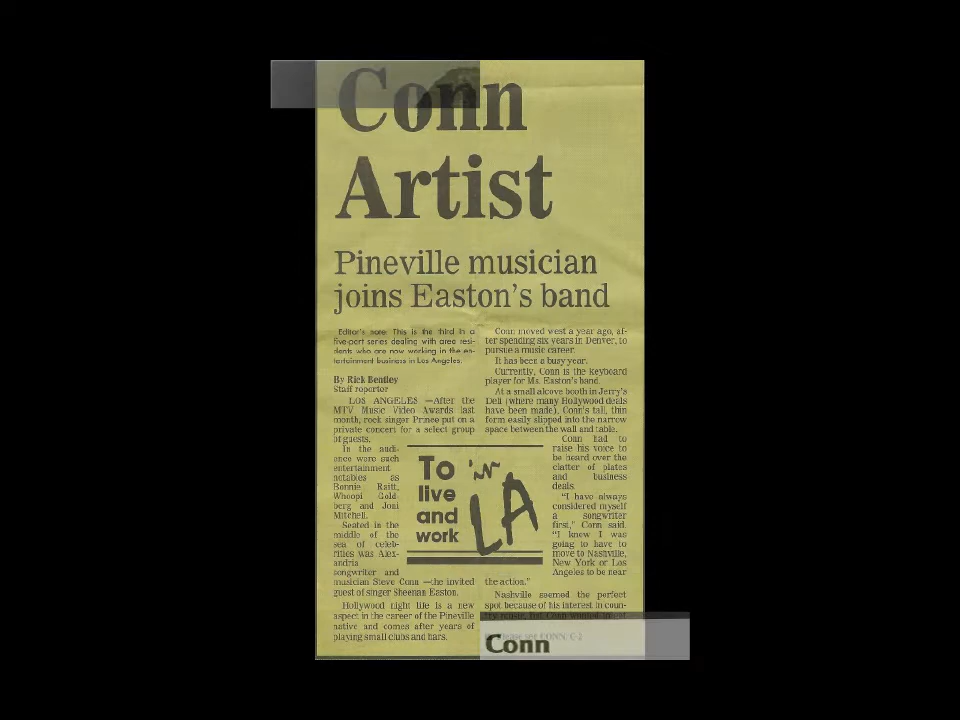 Conn
Artist
Pineville musician
joins Easton's band
Editor's note: This is the third in a
five-part series dealing with area resi-
dents who are now working in the en-
tertainment business in Los Angeles.
By Rick Bentley
Staff reporter
LOS ANGELES —After the
MTV Music Video Awards last
month, rock singer Prince put on a
private concert for a select group
of guests.
In the audi-
ence were such
entertainment
notables as
Bonnie Raitt,
Whoopi Gold-
berg and Joni
Mitchell.
Seated in the
middle of the
sea of celeb-
rities was Alex-
andria
songwriter and
musician Steve Conn —the invited
guest of singer Sheenan Easton.
Hollywood night life is a new
aspect in the career of the Pineville
native and comes after years of
playing small clubs and bars.
To
live
and
work
in
LA
Conn moved west a year ago, af-
ter spending six years in Denver, to
pursue a music career.
It has been a busy year.
Currently, Conn is the keyboard
player for Ms. Easton's band.
At a small alcove booth in Jerry's
Deli (where many Hollywood deals
have been made), Conn's tall, thin
form easily slipped into the narrow
space between the wall and table.
Conn had to
raise his voice to
be heard over the
clatter of plates
and business
deals.
"I have always
considered myself
a songwriter
first," Conn said.
"I knew I was
going to have to
move to Nashville,
New York or Los
Angeles to be near
the action."
Nashville seemed the perfect
spot because of his interest in coun-
try music, but Conn wanted
CONN: C-2
Conn